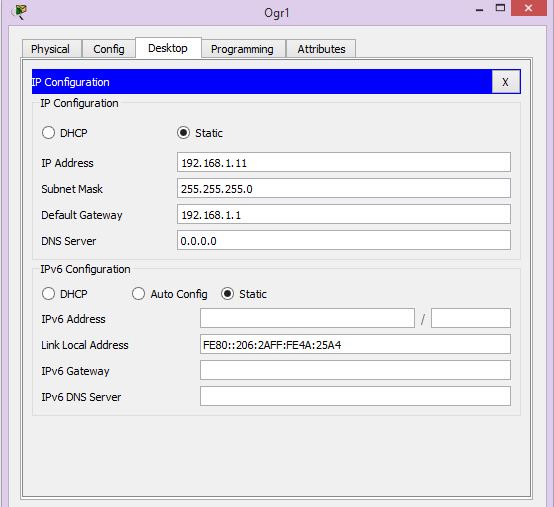 Ogr1
Physical Config Desktop Programming Attributes
IP Configuration X
IP Configuration
DHCP Static
IP Address 192.168.1.11
Subnet Mask 255.255.255.0
Default Gateway 192.168.1.1
DNS Server 0.0.0.0
IPv6 Configuration
DHCP Auto Config Static
IPv6 Address /
Link Local Address FE80::206:2AFF:FE4A:25A4
IPv6 Gateway
IPv6 DNS Server